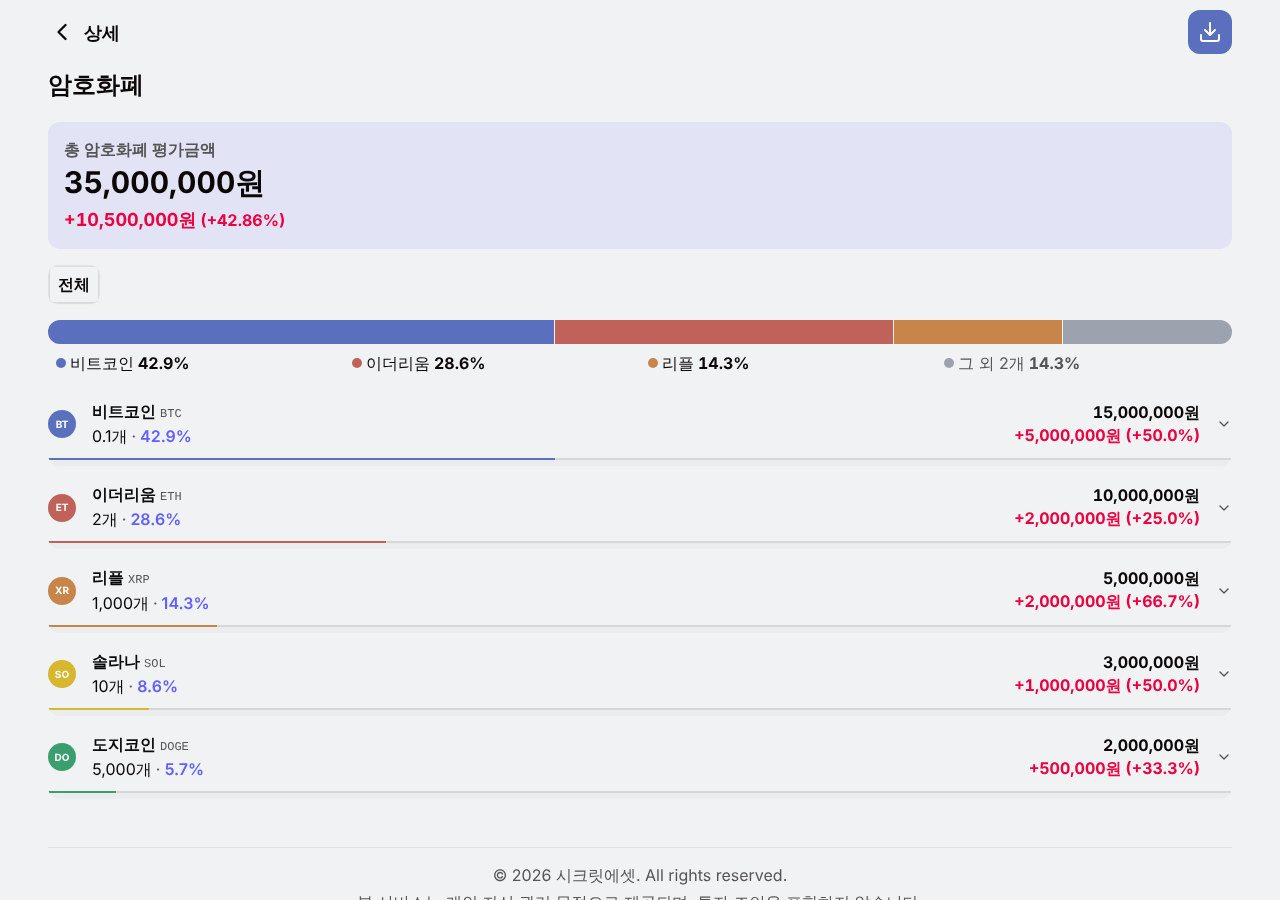 상세
암호화폐
총 암호화폐 평가금액
35,000,000원
+10,500,000원 (+42.86%)
전체
비트코인 42.9%
이더리움 28.6%
리플 14.3%
그 외 2개 14.3%
BT
비트코인 BTC
0.1개 · 42.9%
15,000,000원
+5,000,000원 (+50.0%)
ET
이더리움 ETH
2개 · 28.6%
10,000,000원
+2,000,000원 (+25.0%)
XR
리플 XRP
1,000개 · 14.3%
5,000,000원
+2,000,000원 (+66.7%)
SO
솔라나 SOL
10개 · 8.6%
3,000,000원
+1,000,000원 (+50.0%)
DO
도지코인 DOGE
5,000개 · 5.7%
2,000,000원
+500,000원 (+33.3%)
© 2026 시크릿에셋. All rights reserved.